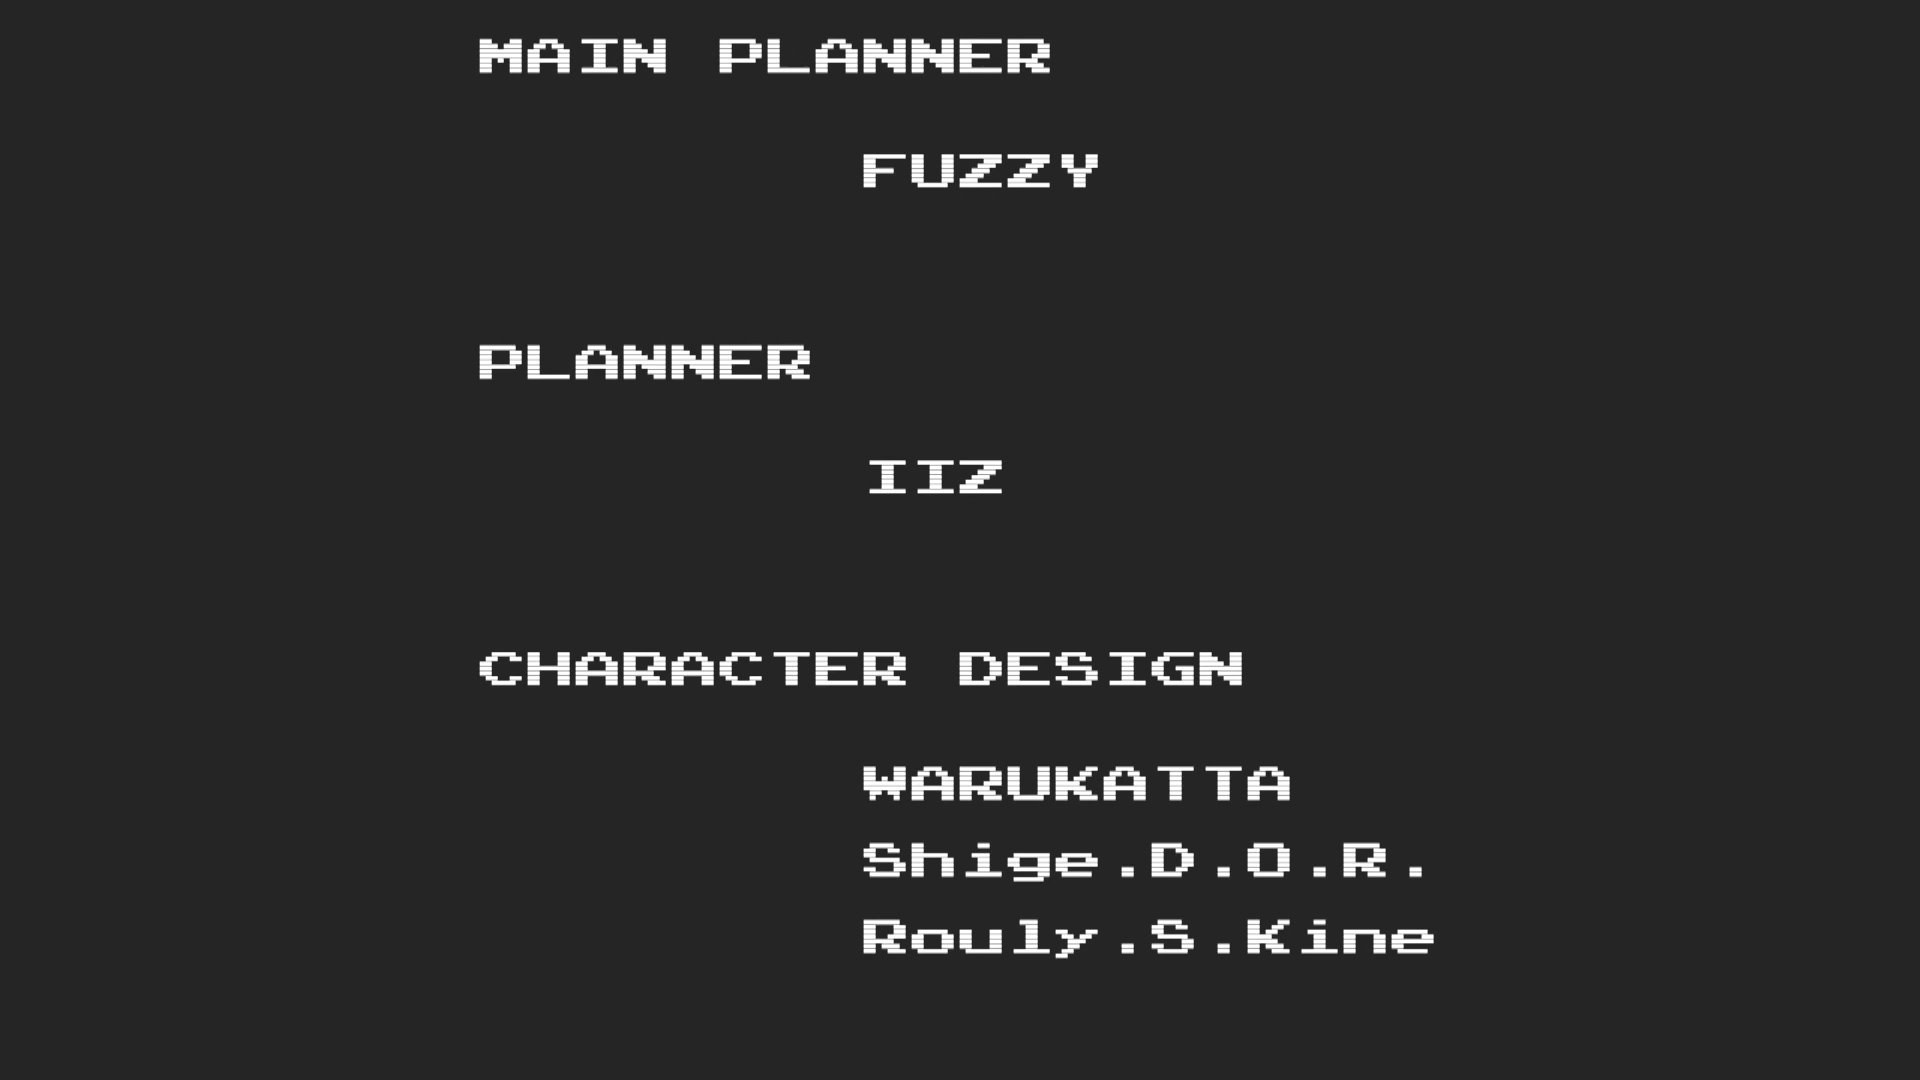 MAIN PLANNER
FUZZY
PLANNER
IIZ
CHARACTER DESIGN
WARUKATTA
Shige.D.O.R.
Rouly.S.Kine